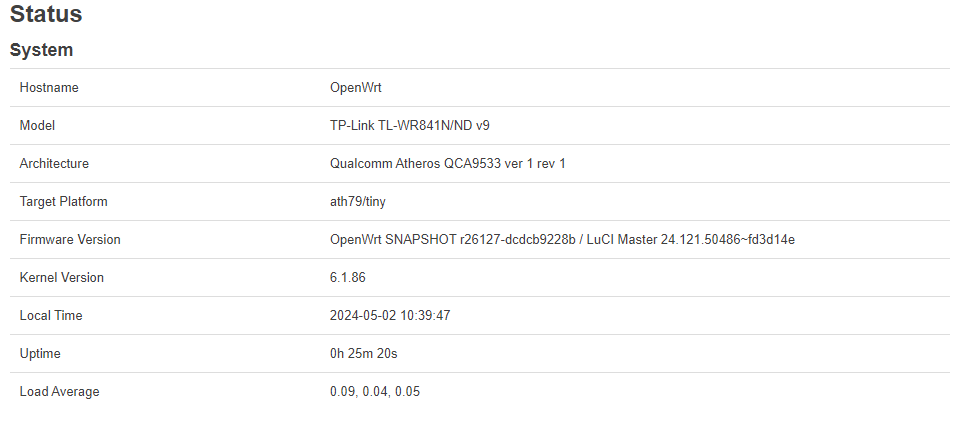 Status
System
Hostname OpenWrt
Model TP-Link TL-WR841N/ND v9
Architecture Qualcomm Atheros QCA9533 ver 1 rev 1
Target Platform ath79/tiny
Firmware Version OpenWrt SNAPSHOT r26127-dcdcb9228b / LuCI Master 24.121.50486~fd3d14e
Kernel Version 6.1.86
Local Time 2024-05-02 10:39:47
Uptime 0h 25m 20s
Load Average 0.09, 0.04, 0.05